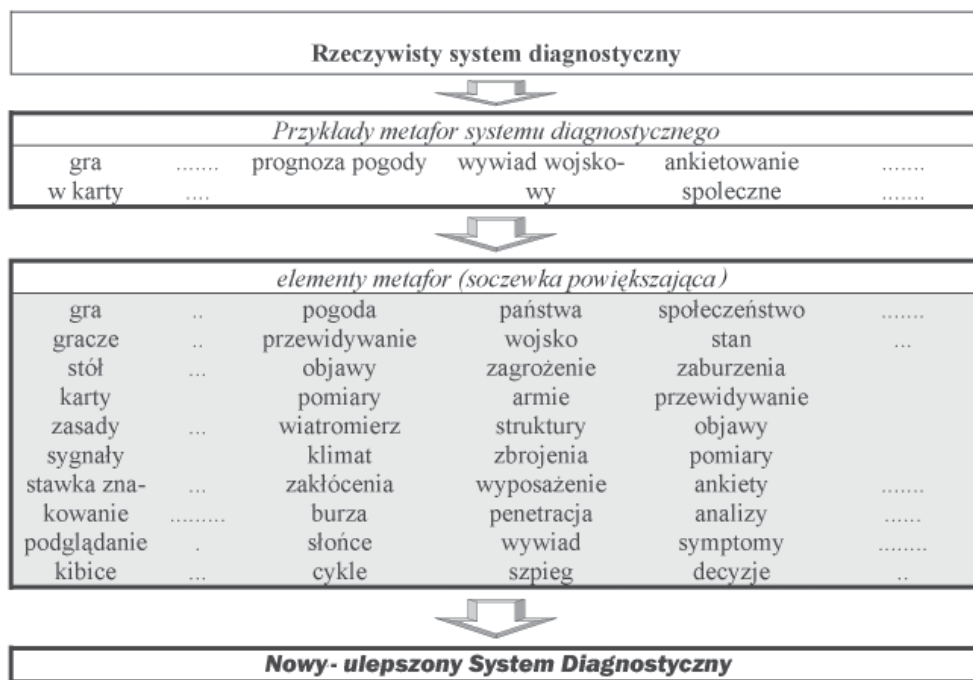 Rzeczywisty system diagnostyczny
Przykłady metafor systemu diagnostycznego
gra ....... prognoza pogody wywiad wojsko- ankietowanie .......
w karty .... wy spoleczne .......
elementy metafor (soczewka powiększająca)
gra .. pogoda państwa społeczeństwo .......
gracze .. przewidywanie wojsko stan ...
stół ... objawy zagrożenie zaburzenia
karty pomiary armie przewidywanie
zasady ... wiatromierz struktury objawy
sygnały klimat zbrojenia pomiary
stawka zna- ... zakłócenia wyposażenie ankiety .......
kowanie ......... burza penetracja analizy ......
podglądanie . słońce wywiad symptomy ........
kibice ... cykle szpieg decyzje ..
Nowy- ulepszony System Diagnostyczny